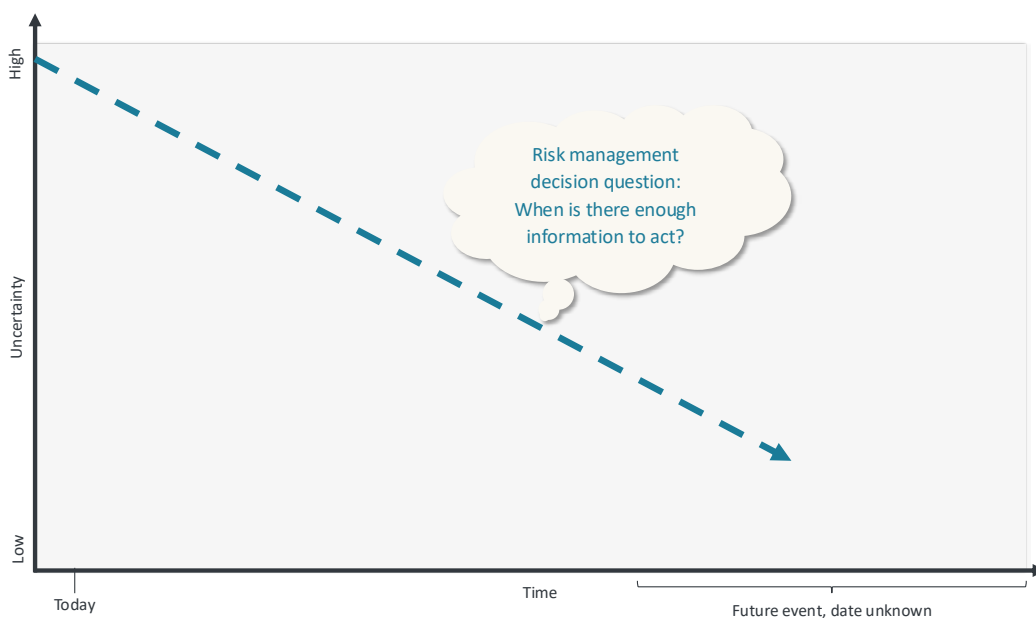 High
Risk management
decision question:
When is there enough
information to act?
Uncertainty
Low
Time
Today
Future event, date unknown